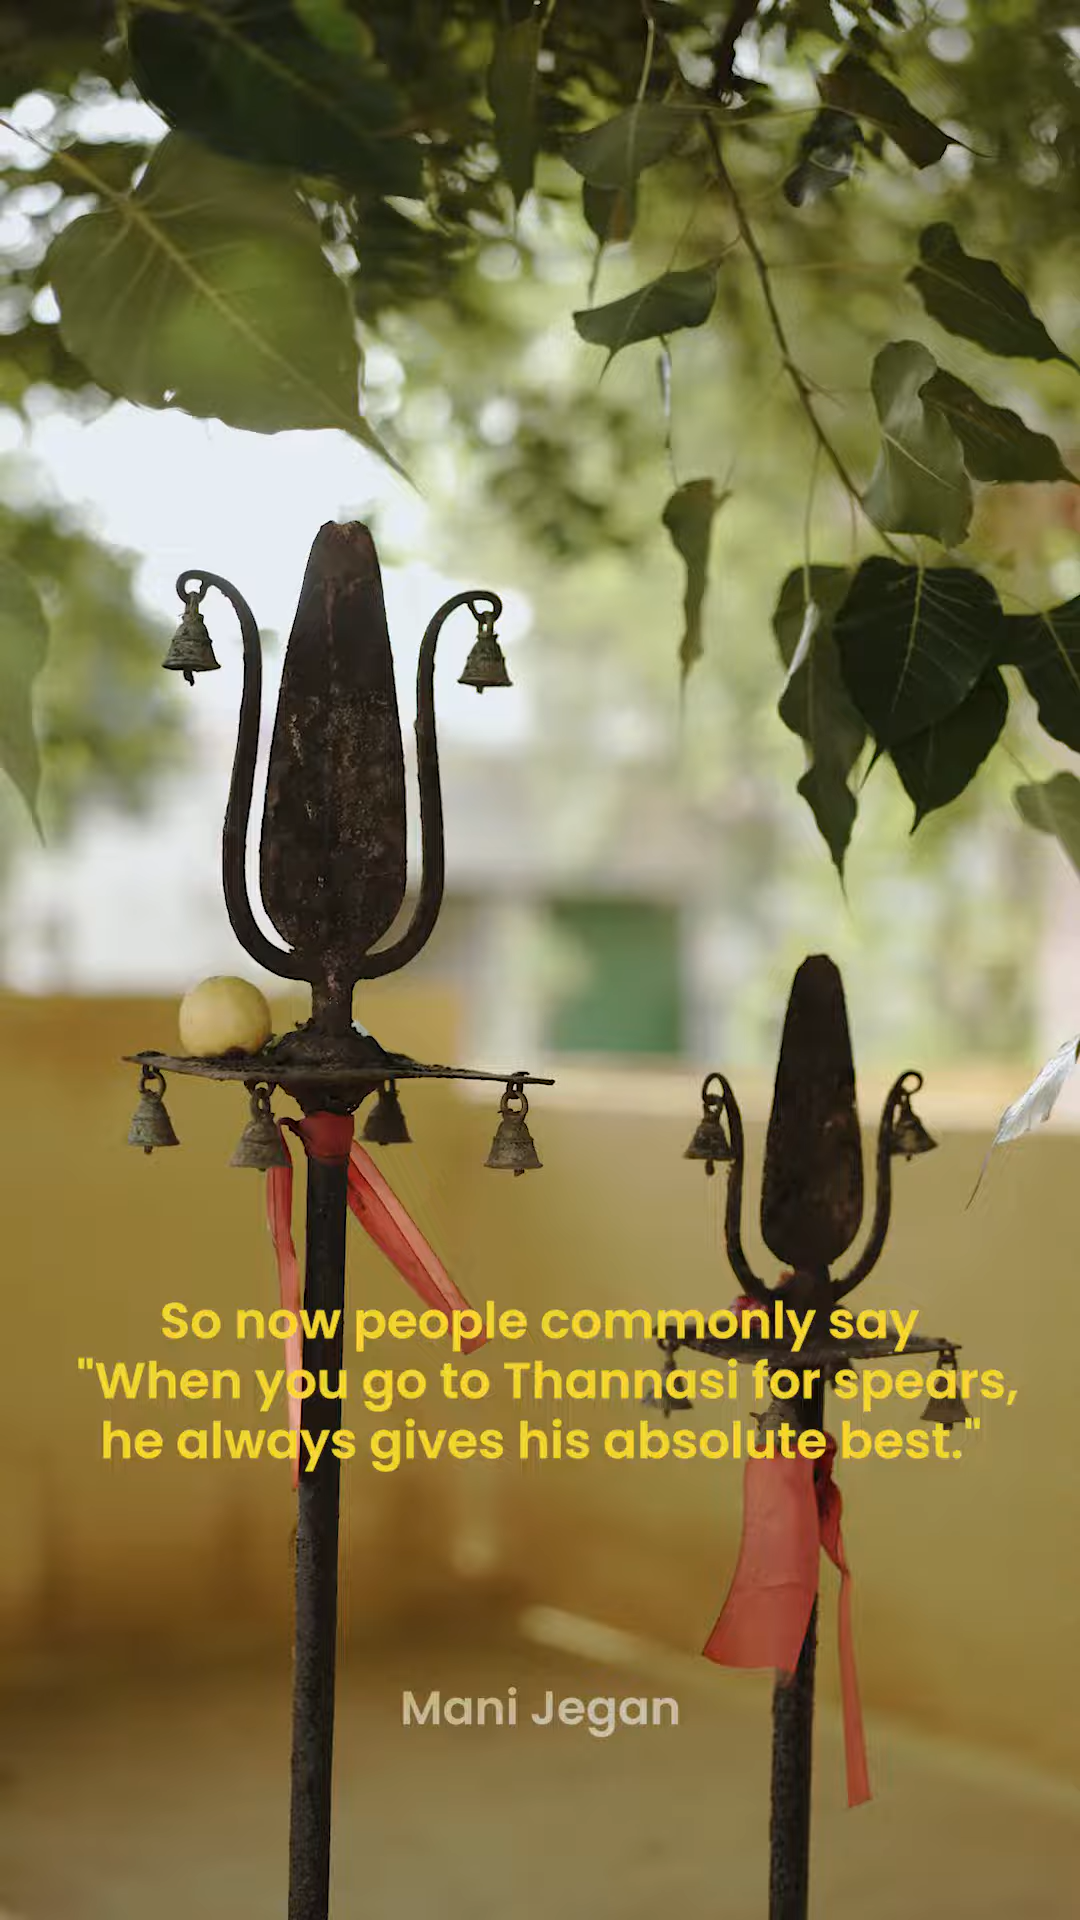 So now people commonly say
"When you go to Thannasi for spears,
he always gives his absolute best."
Mani Jegan